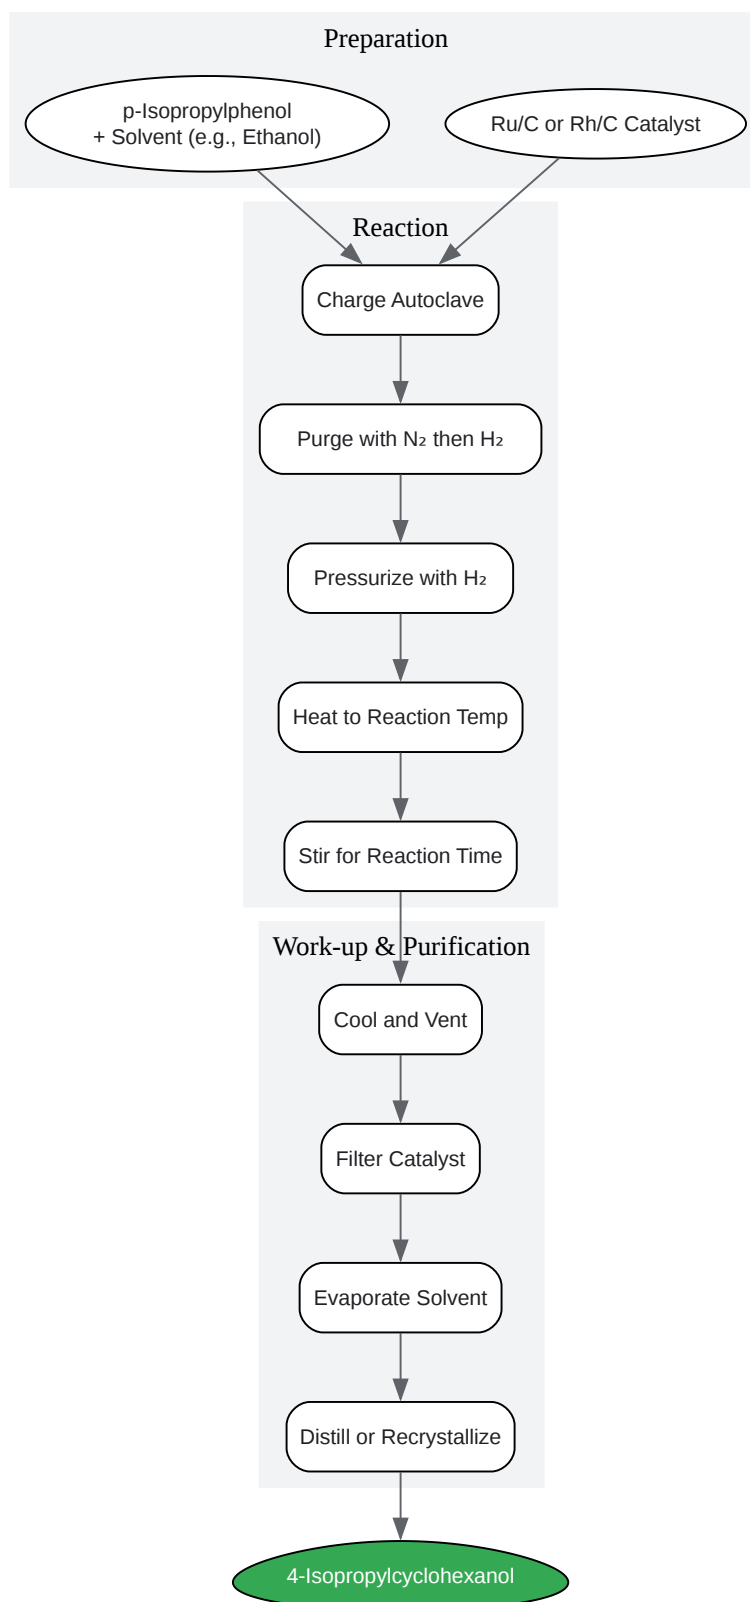 Preparation
p-Isopropylphenol
+ Solvent (e.g., Ethanol)
Ru/C or Rh/C Catalyst
Reaction
Charge Autoclave
Purge with N₂ then H₂
Pressurize with H₂
Heat to Reaction Temp
Stir for Reaction Time
Work-up & Purification
Cool and Vent
Filter Catalyst
Evaporate Solvent
Distill or Recrystallize
4-Isopropylcyclohexanol